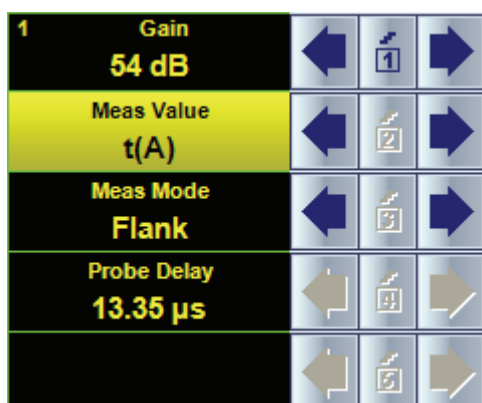 1 Gain
54 dB
1
Meas Value
t(A)
2
Meas Mode
Flank
3
Probe Delay
13.35 µs
4
5